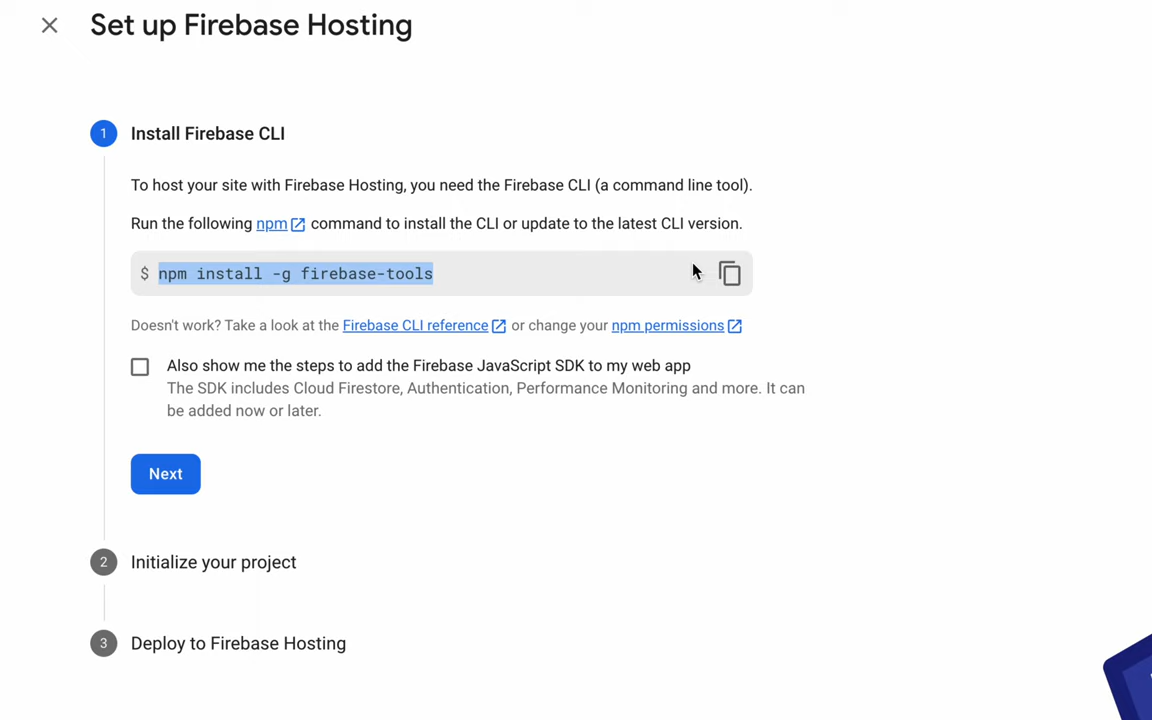 Set up Firebase Hosting
1 Install Firebase CLI
To host your site with Firebase Hosting, you need the Firebase CLI (a command line tool).
Run the following npm command to install the CLI or update to the latest CLI version.
$ npm install -g firebase-tools
Doesn't work? Take a look at the Firebase CLI reference or change your npm permissions
Also show me the steps to add the Firebase JavaScript SDK to my web app
The SDK includes Cloud Firestore, Authentication, Performance Monitoring and more. It can
be added now or later.
Next
2 Initialize your project
3 Deploy to Firebase Hosting